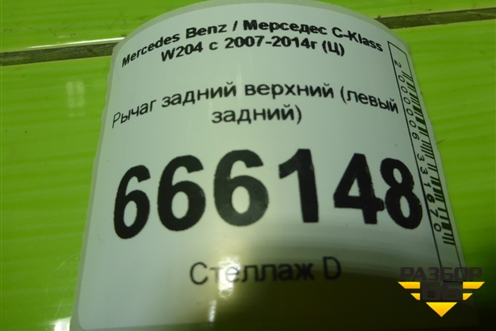 Mercedes Benz / Мерседес C-Klass
W204 с 2007-2014г (Ц)
Рычаг задний верхний (левый
задний)
666148
Стеллаж D
РАЗБОР